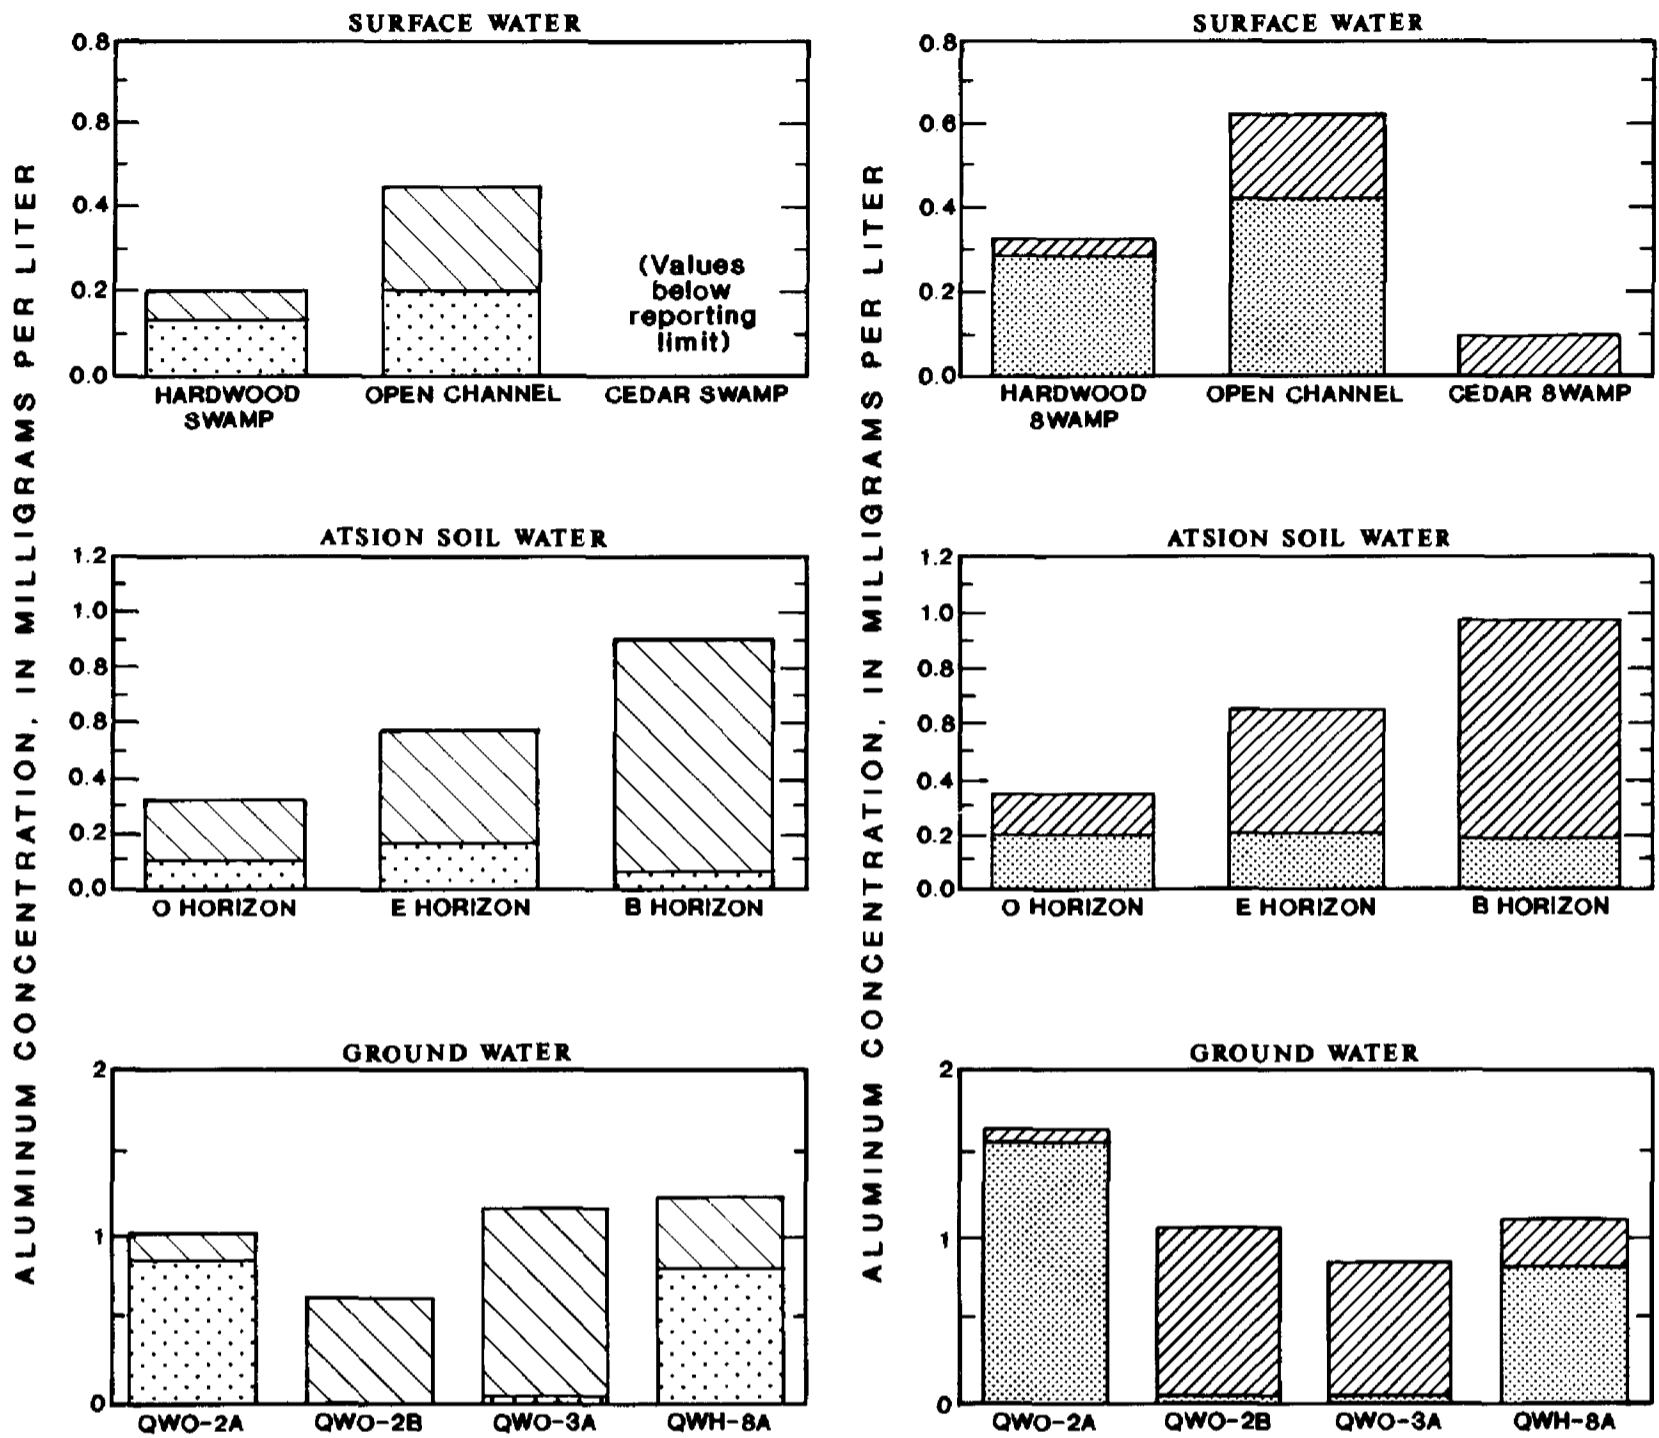 SURFACE WATER
0.8
0.8
0.4
0.2
0.0
(Values
below
reporting
limit)
HARDWOOD
SWAMP
OPEN CHANNEL
CEDAR SWAMP
ATSION SOIL WATER
1.2
1.0
0.8
0.8
0.4
0.2
0.0
O HORIZON
E HORIZON
B HORIZON
GROUND WATER
2
1
0
QWO-2A
QWO-2B
QWO-3A
QWH-8A
ALUMINUM CONCENTRATION, IN MILLIGRAMS PER LITER
SURFACE WATER
0.8
0.6
0.4
0.2
0.0
HARDWOOD
SWAMP
OPEN CHANNEL
CEDAR SWAMP
ATSION SOIL WATER
1.2
1.0
0.8
0.8
0.4
0.2
0.0
O HORIZON
E HORIZON
B HORIZON
GROUND WATER
2
1
0
QWO-2A
QWO-2B
QWO-3A
QWH-8A
ALUMINUM CONCENTRATION, IN MILLIGRAMS PER LITER